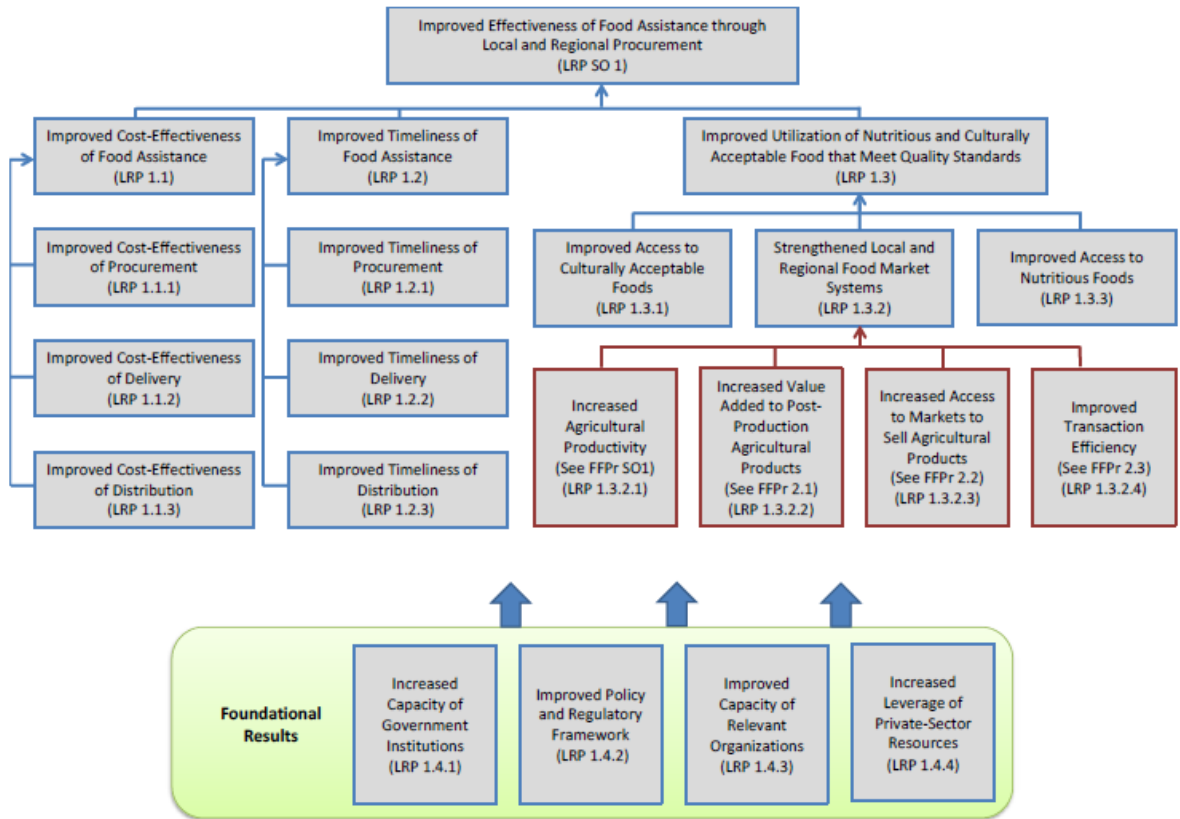 Improved Effectiveness of Food Assistance through
Local and Regional Procurement
(LRP SO 1)
Improved Cost-Effectiveness
of Food Assistance
(LRP 1.1)
Improved Timeliness of
Food Assistance
(LRP 1.2)
Improved Utilization of Nutritious and Culturally
Acceptable Food that Meet Quality Standards
(LRP 1.3)
Improved Cost-Effectiveness
of Procurement
(LRP 1.1.1)
Improved Timeliness of
Procurement
(LRP 1.2.1)
Improved Access to
Culturally Acceptable
Foods
(LRP 1.3.1)
Strengthened Local and
Regional Food Market
Systems
(LRP 1.3.2)
Improved Access to
Nutritious Foods
(LRP 1.3.3)
Improved Cost-Effectiveness
of Delivery
(LRP 1.1.2)
Improved Timeliness of
Delivery
(LRP 1.2.2)
Increased
Agricultural
Productivity
(See FFPr SO1)
(LRP 1.3.2.1)
Increased Value
Added to Post-
Production
Agricultural
Products
(See FFPr 2.1)
(LRP 1.3.2.2)
Increased Access
to Markets to
Sell Agricultural
Products
(See FFPr 2.2)
(LRP 1.3.2.3)
Improved
Transaction
Efficiency
(See FFPr 2.3)
(LRP 1.3.2.4)
Improved Cost-Effectiveness
of Distribution
(LRP 1.1.3)
Improved Timeliness of
Distribution
(LRP 1.2.3)
Foundational
Results
Increased
Capacity of
Government
Institutions
(LRP 1.4.1)
Improved Policy
and Regulatory
Framework
(LRP 1.4.2)
Improved
Capacity of
Relevant
Organizations
(LRP 1.4.3)
Increased
Leverage of
Private-Sector
Resources
(LRP 1.4.4)